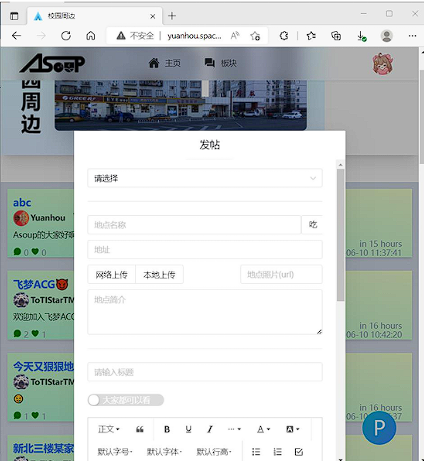 校园周边
不安全 yuanhou.spac...
Asoup
主页
板块
园周边
发帖
请选择
地点名称
吃
地址
网络上传
本地上传
地点图片(url)
地点简介
请输入标题
大家都可以看
正文
B U I ... A A
默认字号
默认字体
默认行高
abc
Yuanhou
Asoup的大家好
0 0
in 15 hours
06-10 11:37:41
飞梦ACG
ToTIStarTM
欢迎加入飞梦AC
2 1
in 16 hours
06-10 10:42:20
今天又狠狠地
ToTIStarTM
1 1
in 16 hours
06-10 10:37:37
新北三楼某家
ToTIStarTM
in 16 hours
P